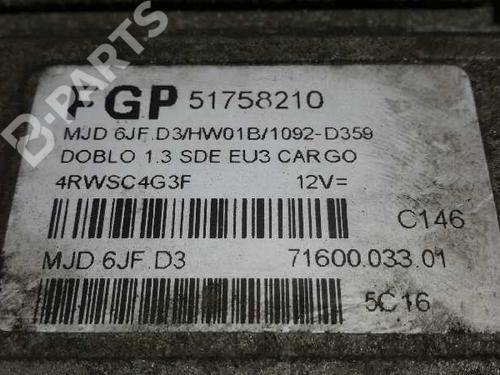 B-PARTS
FGP 51758210
MJD 6JF.D3/HW01B/1092-D359
DOBLO 1.3 SDE EU3 CARGO
4RWSC4G3F 12V=
C146
MJD 6JF.D3 71600.033.01
5C16